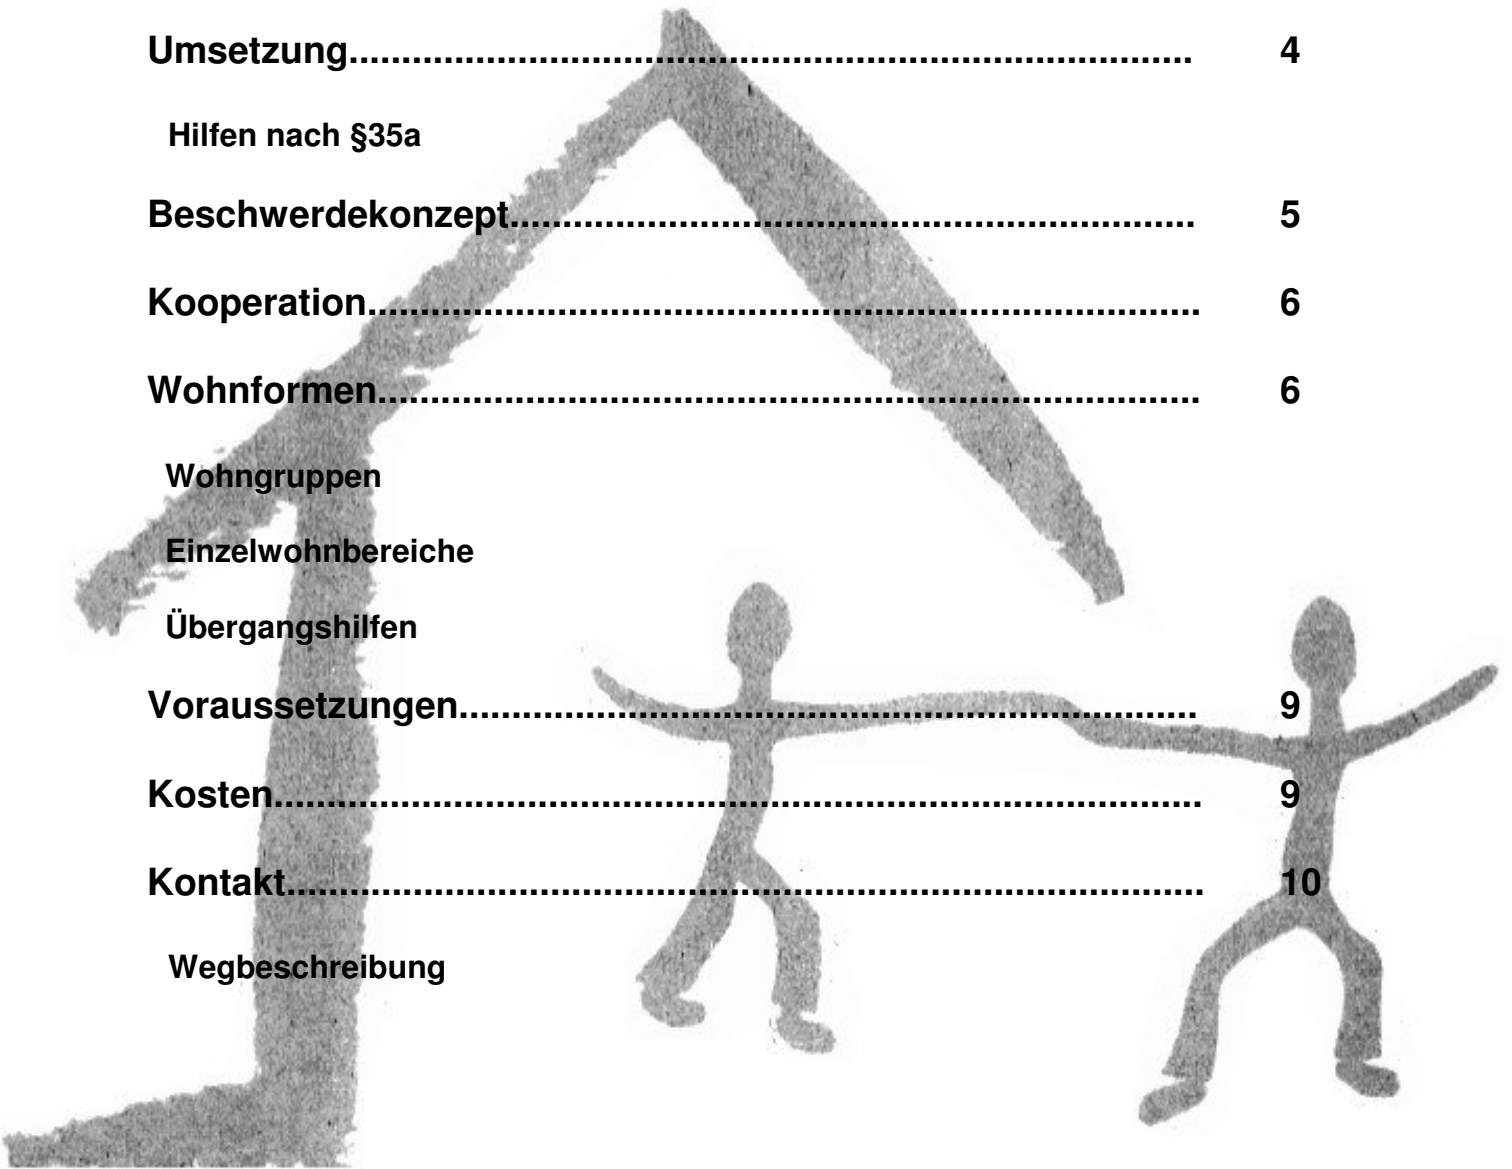 Umsetzung................................................................................ 4
Hilfen nach §35a
Beschwerdekonzept................................................................. 5
Kooperation............................................................................... 6
Wohnformen.............................................................................. 6
Wohngruppen
Einzelwohnbereiche
Übergangshilfen
Voraussetzungen...................................................................... 9
Kosten........................................................................................ 9
Kontakt....................................................................................... 10
Wegbeschreibung